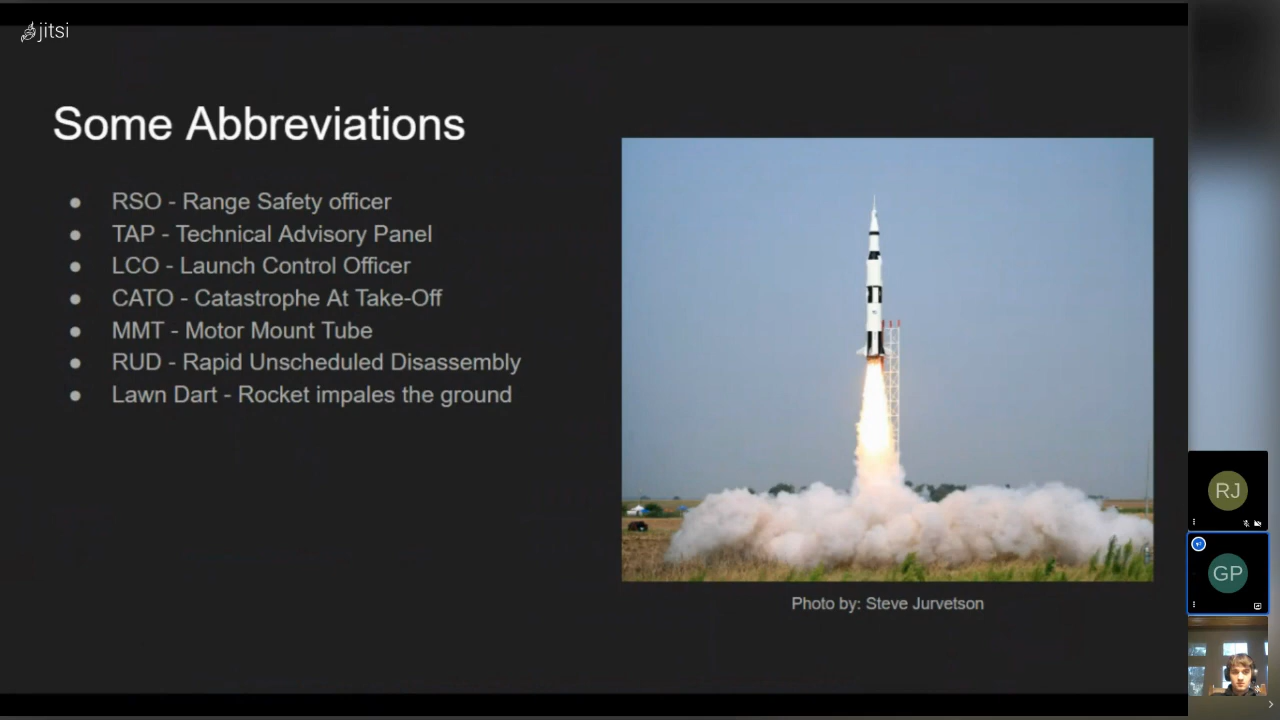 jitsi
Some Abbreviations
● RSO - Range Safety officer
● TAP - Technical Advisory Panel
● LCO - Launch Control Officer
● CATO - Catastrophe At Take-Off
● MMT - Motor Mount Tube
● RUD - Rapid Unscheduled Disassembly
● Lawn Dart - Rocket impales the ground
Photo by: Steve Jurvetson
RJ
GP